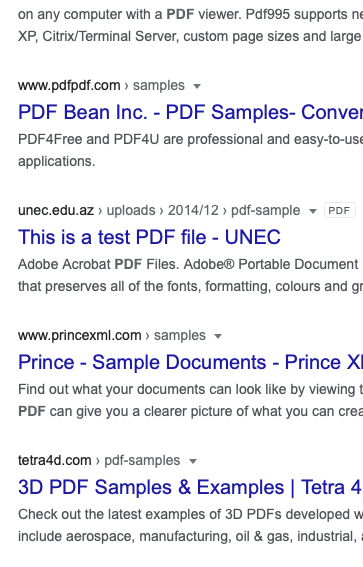 on any computer with a PDF viewer. Pdf995 supports
XP, Citrix/Terminal Server, custom page sizes and large
www.pdfpdf.com › samples
PDF Bean Inc. - PDF Samples- Conver
PDF4Free and PDF4U are professional and easy-to-use
applications.
unec.edu.az › uploads › 2014/12 › pdf-sample PDF
This is a test PDF file - UNEC
Adobe Acrobat PDF Files. Adobe® Portable Document
that preserves all of the fonts, formatting, colours and
www.princexml.com › samples
Prince - Sample Documents - Prince
Find out what your documents can look like by viewing
PDF can give you a clearer picture of what you can
tetra4d.com › pdf-samples
3D PDF Samples & Examples | Tetra 4
Check out the latest examples of 3D PDFs developed
include aerospace, manufacturing, oil & gas, industrial,